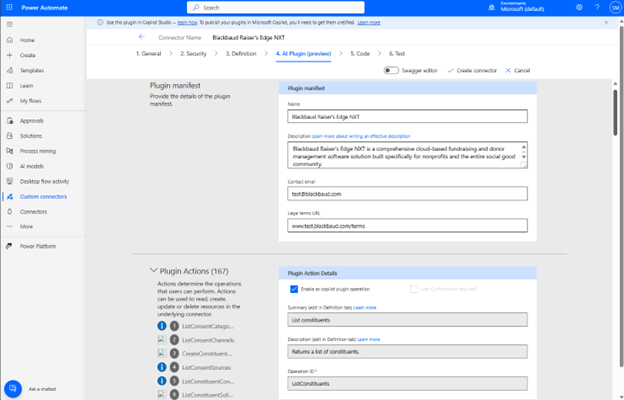 Power Automate
Search
Environments
Microsoft (default)
SM
Use this plugin in Copilot Studio — learn how. To publish your plugins in Microsoft Copilot, you'll need to get them certified. Learn more
Connector Name Blackbaud Raiser's Edge NXT
1. General > 2. Security > 3. Definition > 4. AI Plugin (preview) > 5. Code > 6. Test
Swagger editor Create connector Cancel
Home
Create
Templates
Learn
My flows
Approvals
Solutions
Process mining
AI models
Desktop flow activity
Custom connectors
Connectors
More
Power Platform
Ask a chatbot
Plugin manifest
Provide the details of the plugin
manifest.
Plugin manifest
Name
Blackbaud Raiser's Edge NXT
Description Learn more about writing an effective description
Blackbaud Raiser's Edge NXT is a comprehensive cloud-based fundraising and donor
management software solution built specifically for nonprofits and the entire social good
community.
Contact email
test@blackbaud.com
Legal terms URL
www.test.blackbaud.com/terms
Plugin Actions (167)
Actions determine the operations
that users can perform. Actions
can be used to read, create,
update or delete resources in the
underlying connector.
1 ListConsentCatego...
2 ListConsentChannels
3 CreateConstituent...
4 ListConsentSources
5 ListConstituentCon...
6 ListConstituentSoli...
Plugin Action Details
Enable as copilot plugin operation
User Confirmation required?
Summary (edit in Definition tab) Learn more
List constituents
Description (edit in Definition tab) Learn more
Returns a list of constituents.
Operation ID *
ListConstituents